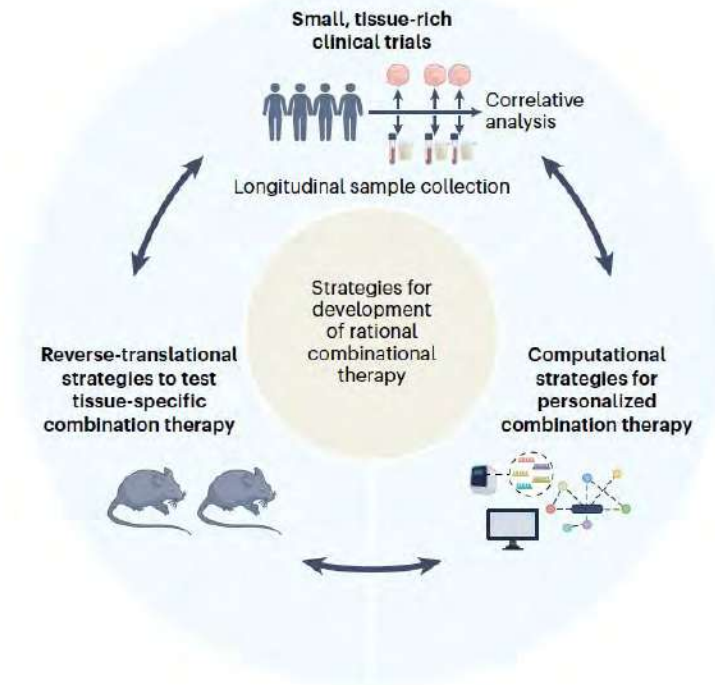 Small, tissue-rich
clinical trials
Correlative
analysis
Longitudinal sample collection
Strategies for
development
of rational
combinational
therapy
Reverse-translational
strategies to test
tissue-specific
combination therapy
Computational
strategies for
personalized
combination therapy